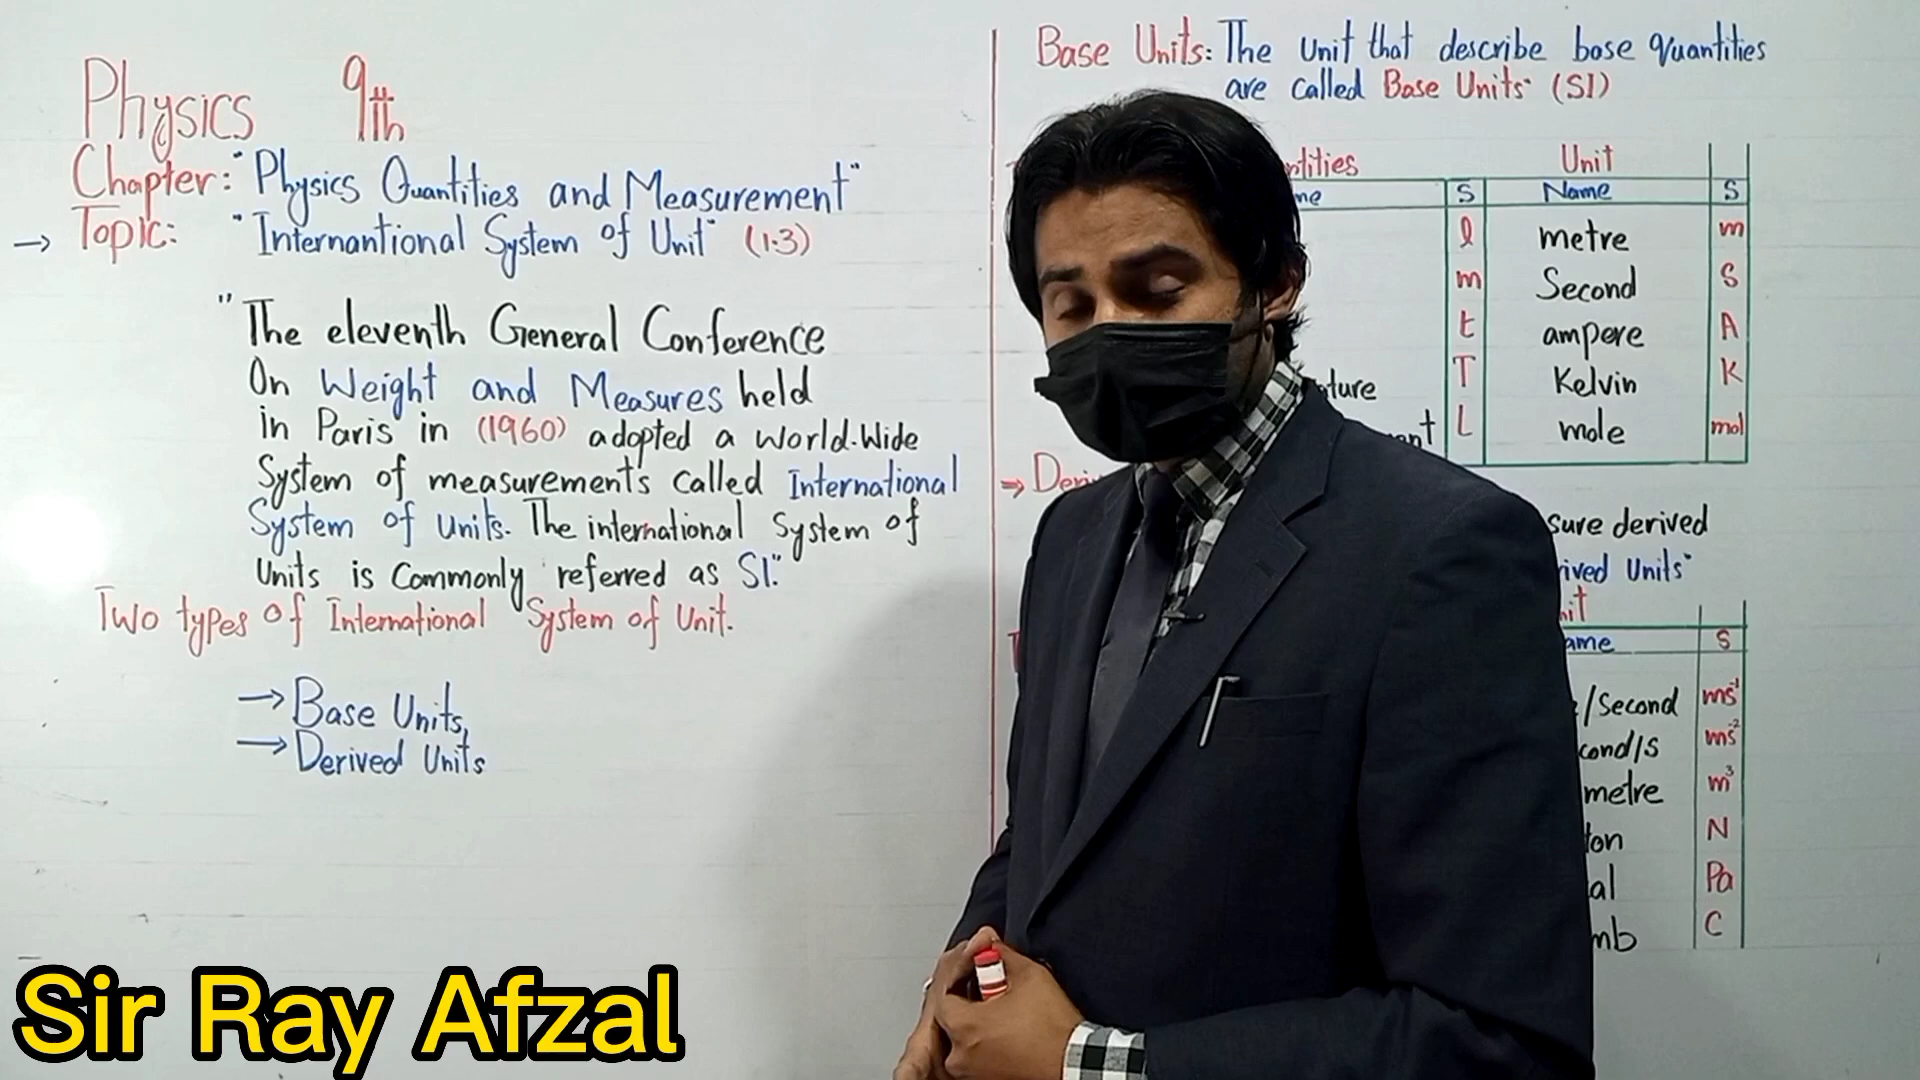 Physics 9th
Chapter: "Physics Quantities and Measurement"
→ Topic: "Internantional System of Unit" (1.3)
"The eleventh General Conference
On Weight and Measures held
in Paris in (1960) adopted a world-wide
System of measurements called International
System of Units. The international System of
Units is commonly referred as SI."
Two types of International System of Unit.
→ Base Units,
→ Derived Units
Base Units: The Unit that describe base quantities
are called Base Units" (SI)
Unit
S Name S
l metre m
m Second S
t ampere A
T Kelvin K
L mole mol
⇒
sure derived
Units"
S
/Second ms⁻¹
/s ms⁻²
metre m³
N
Pa
C
Sir Ray Afzal